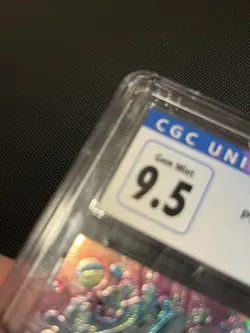 CGC UNI
Gem Mint
9.5
P